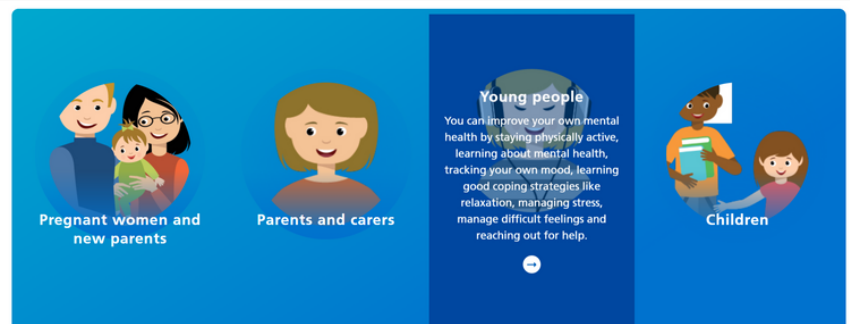 Pregnant women and
new parents
Parents and carers
Young people
You can improve your own mental
health by staying physically active,
learning about mental health,
tracking your own mood, learning
good coping strategies like
relaxation, managing stress,
manage difficult feelings and
reaching out for help.
Children